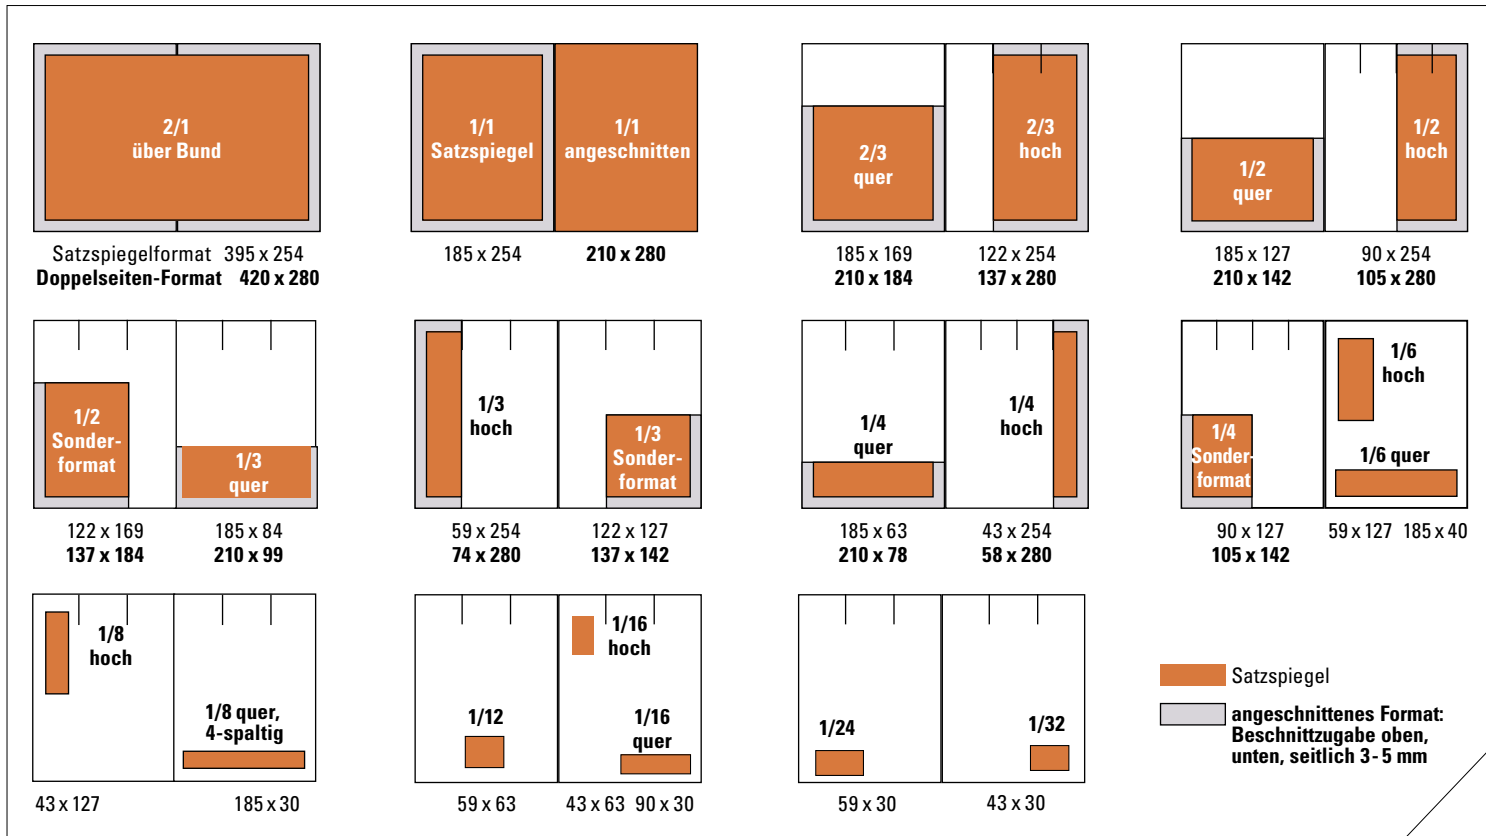 2/1
über Bund
Satzspiegelformat 395 x 254
Doppelseiten-Format 420 x 280
1/1
Satzspiegel
1/1
angeschnitten
185 x 254
210 x 280
2/3
quer
2/3
hoch
185 x 169
210 x 184
122 x 254
137 x 280
1/2
quer
1/2
hoch
185 x 127
210 x 142
90 x 254
105 x 280
1/2
Sonder-
format
1/3
quer
122 x 169
137 x 184
185 x 84
210 x 99
1/3
hoch
1/3
Sonder-
format
59 x 254
74 x 280
122 x 127
137 x 142
1/4
quer
1/4
hoch
185 x 63
210 x 78
43 x 254
58 x 280
1/4
Sonder-
format
1/6
hoch
1/6 quer
90 x 127
105 x 142
59 x 127 185 x 40
1/8
hoch
1/8 quer,
4-spaltig
43 x 127
185 x 30
1/12
1/16
hoch
1/16
quer
59 x 63
43 x 63 90 x 30
1/24
1/32
59 x 30
43 x 30
Satzspiegel
angeschnittenes Format:
Beschnittzugabe oben,
unten, seitlich 3-5 mm